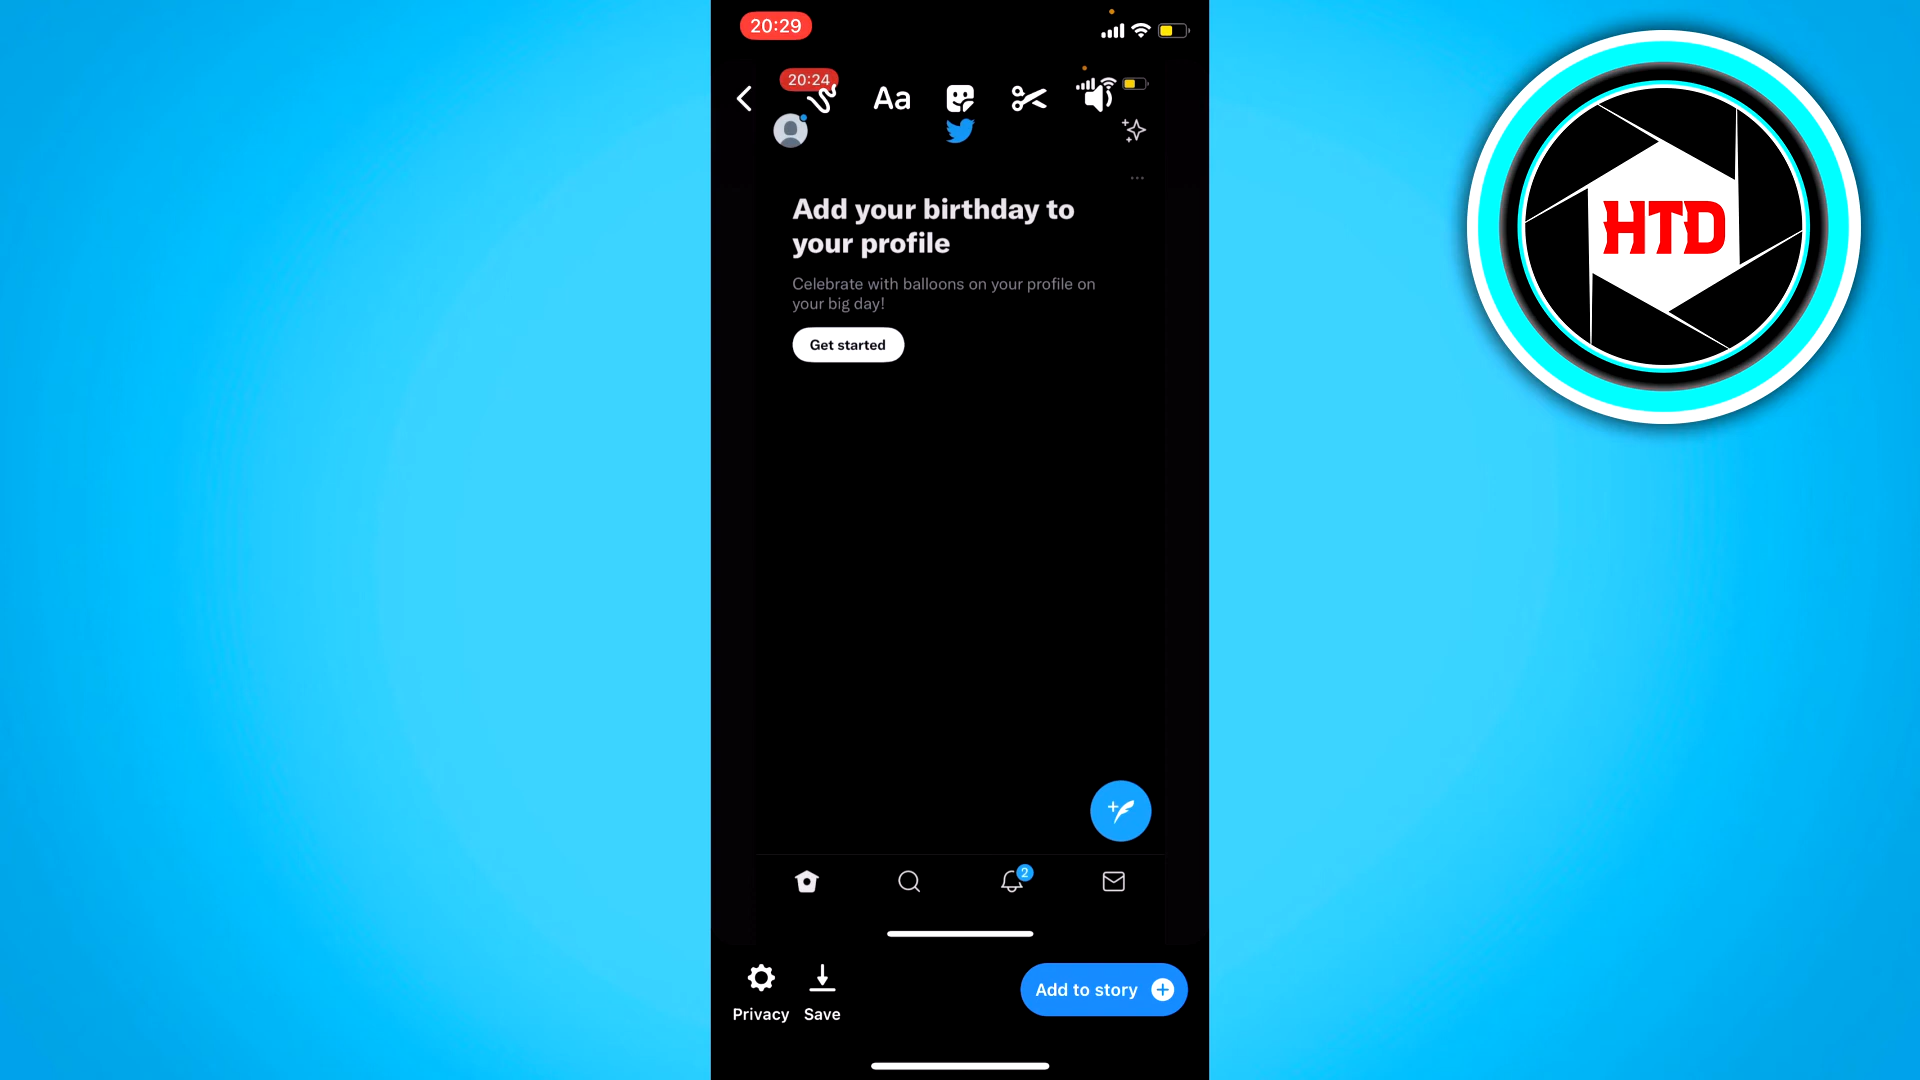 20:29
20:24
Aa
Add your birthday to
your profile
Celebrate with balloons on your profile on
your big day!
Get started
2
Add to story
Privacy
Save
HTD